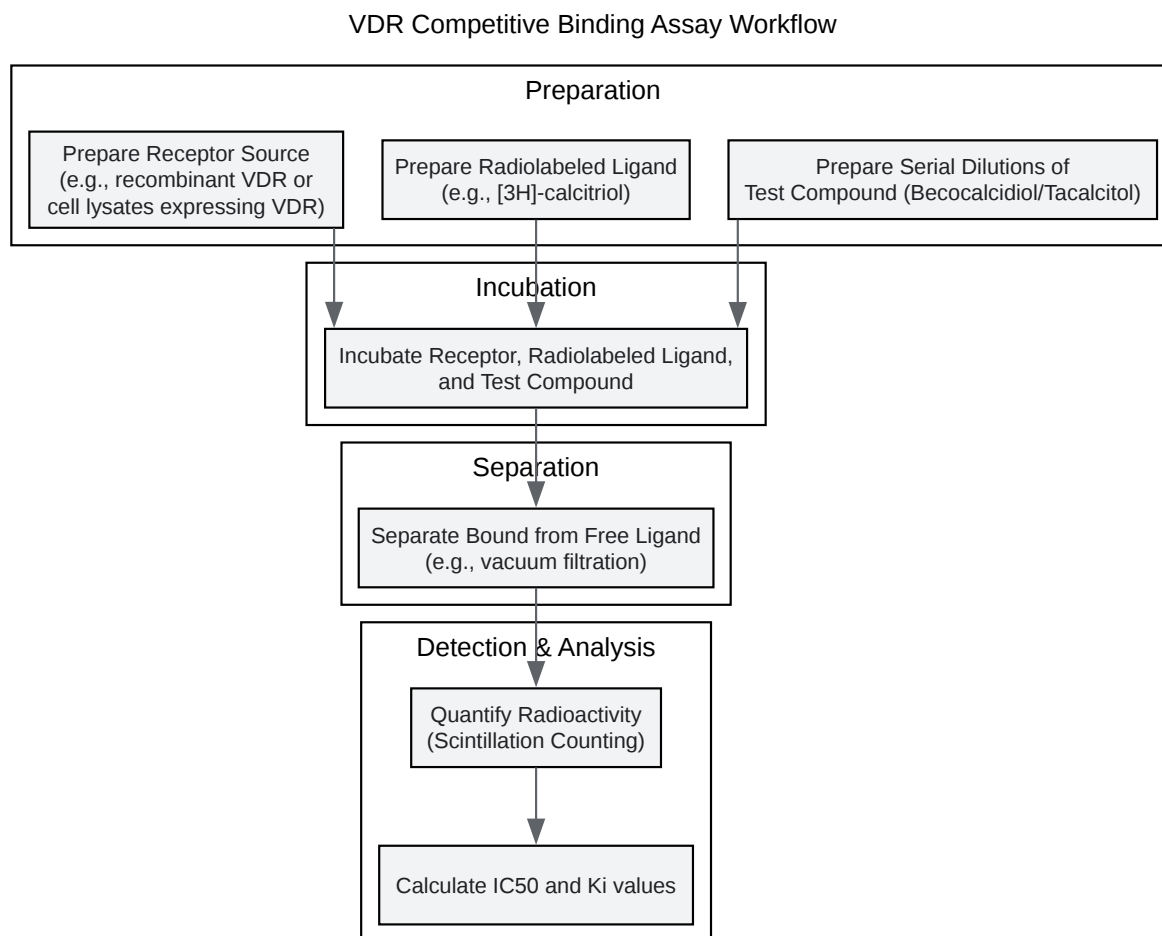 VDR Competitive Binding Assay Workflow
Preparation
Prepare Receptor Source
(e.g., recombinant VDR or
cell lysates expressing VDR)
Prepare Radiolabeled Ligand
(e.g., [3H]-calcitriol)
Prepare Serial Dilutions of
Test Compound (Becocalcidiol/Tacalcitol)
Incubation
Incubate Receptor, Radiolabeled Ligand,
and Test Compound
Separation
Separate Bound from Free Ligand
(e.g., vacuum filtration)
Detection & Analysis
Quantify Radioactivity
(Scintillation Counting)
Calculate IC50 and Ki values